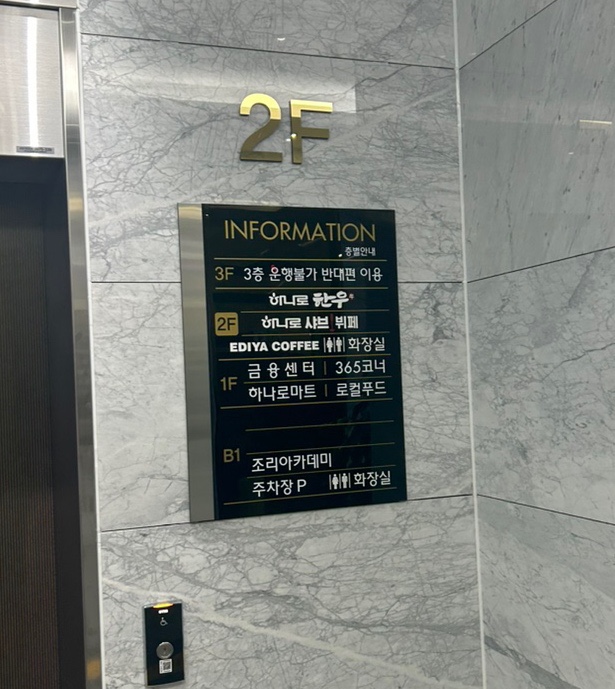 2F
INFORMATION
층별안내
3F 3층 운행불가 반대편 이용
하나로 한우
2F 하나로 샤브 뷔페
EDIYA COFFEE 화장실
1F 금융센터 | 365코너
하나로마트 | 로컬푸드
B1 조리아카데미
주차장 P 화장실